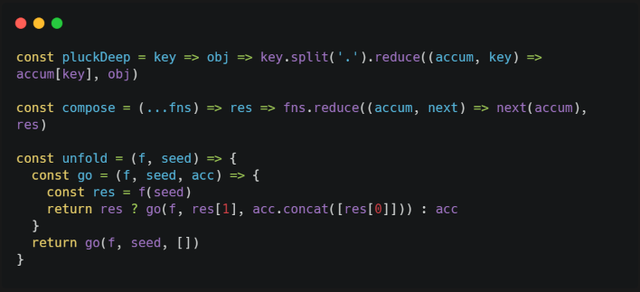 const pluckDeep = key => obj => key.split('.').reduce((accum, key) =>
accum[key], obj)
const compose = (...fns) => res => fns.reduce((accum, next) => next(accum),
res)
const unfold = (f, seed) => {
  const go = (f, seed, acc) => {
    const res = f(seed)
    return res ? go(f, res[1], acc.concat([res[0]])) : acc
  }
  return go(f, seed, [])
}